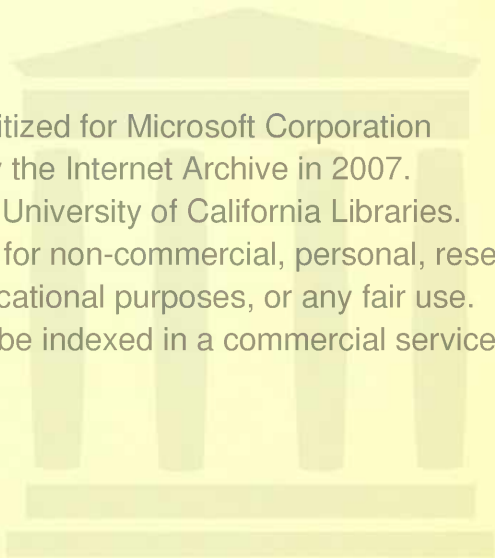 itized for Microsoft Corporation
the Internet Archive in 2007.
University of California Libraries.
for non-commercial, personal, rese
cational purposes, or any fair use.
be indexed in a commercial service